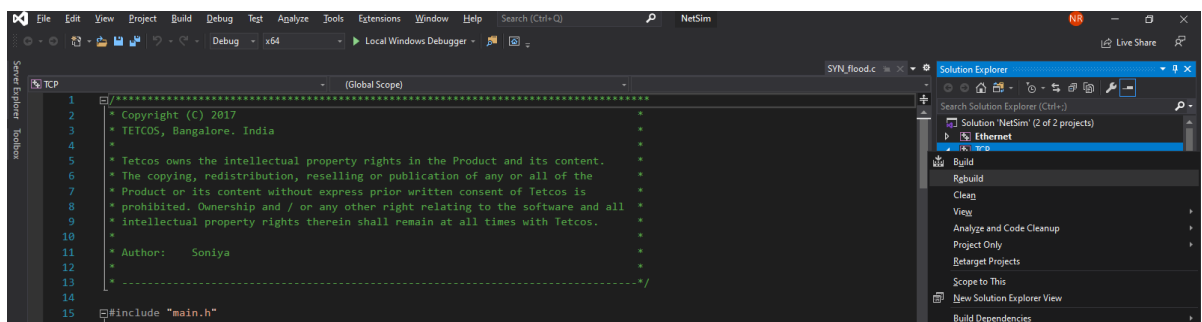 File Edit View Project Build Debug Test Analyze Tools Extensions Window Help Search (Ctrl+Q) NetSim NR
Debug x64 Local Windows Debugger Live Share
SYN_flood.c Solution Explorer
Server Explorer
Toolbox
TCP (Global Scope)
Search Solution Explorer (Ctrl+;)
Solution 'NetSim' (2 of 2 projects)
Ethernet
TCP
1 /************************************************************************************
2 * Copyright (C) 2017 *
3 * TETCOS, Bangalore. India *
4 * *
5 * Tetcos owns the intellectual property rights in the Product and its content. *
6 * The copying, redistribution, reselling or publication of any or all of the *
7 * Product or its content without express prior written consent of Tetcos is *
8 * prohibited. Ownership and / or any other right relating to the software and all *
9 * intellectual property rights therein shall remain at all times with Tetcos. *
10 * *
11 * Author: Soniya *
12 * *
13 * ---------------------------------------------------------------------------------*/
14
15 #include "main.h"
Build
Rebuild
Clean
View
Analyze and Code Cleanup
Project Only
Retarget Projects
Scope to This
New Solution Explorer View
Build Dependencies